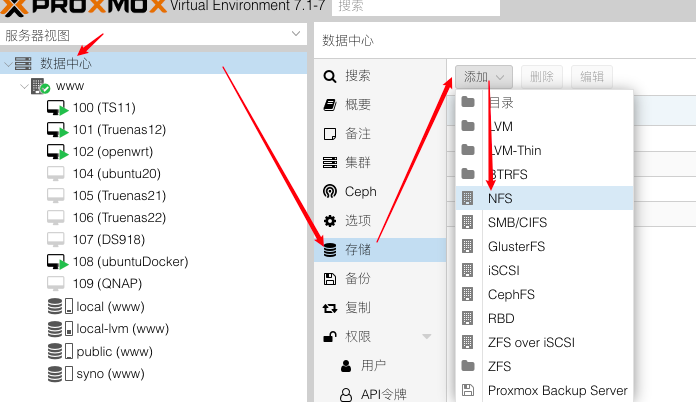 PROXMOX Virtual Environment 7.1-7 搜索
服务器视图
数据中心
www
100 (TS11)
101 (Truenas12)
102 (openwrt)
104 (ubuntu20)
105 (Truenas21)
106 (Truenas22)
107 (DS918)
108 (ubuntuDocker)
109 (QNAP)
local (www)
local-lvm (www)
public (www)
syno (www)
数据中心
搜索
概要
备注
集群
Ceph
选项
存储
备份
复制
权限
用户
API令牌
添加 删除 编辑
目录
LVM
LVM-Thin
BTRFS
NFS
SMB/CIFS
GlusterFS
iSCSI
CephFS
RBD
ZFS over iSCSI
ZFS
Proxmox Backup Server